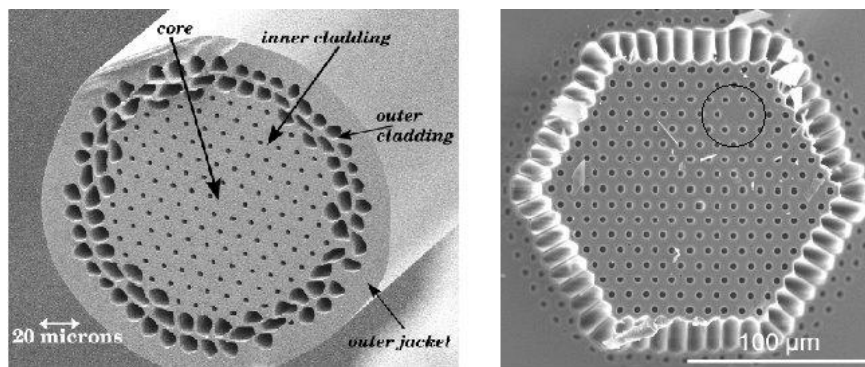 core
inner cladding
outer
cladding
20 microns
outer jacket
100 µm